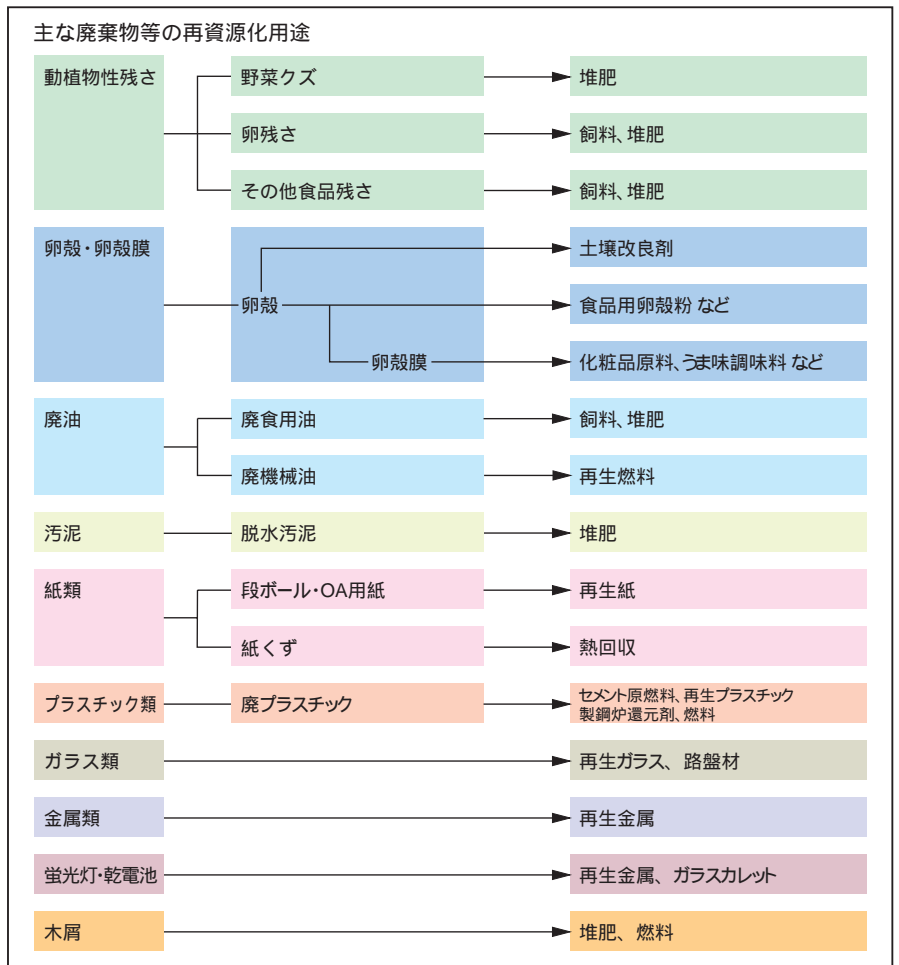 主な廃棄物等の再資源化用途
動植物性残さ
野菜クズ
堆肥
卵残さ
飼料、堆肥
その他食品残さ
飼料、堆肥
卵殻・卵殻膜
土壌改良剤
卵殻
食品用卵殻粉 など
卵殻膜
化粧品原料、うま味調味料 など
廃油
廃食用油
飼料、堆肥
廃機械油
再生燃料
汚泥
脱水汚泥
堆肥
紙類
段ボール・OA用紙
再生紙
紙くず
熱回収
プラスチック類
廃プラスチック
セメント原燃料、再生プラスチック
製鋼炉還元剤、燃料
ガラス類
再生ガラス、路盤材
金属類
再生金属
蛍光灯・乾電池
再生金属、ガラスカレット
木屑
堆肥、燃料